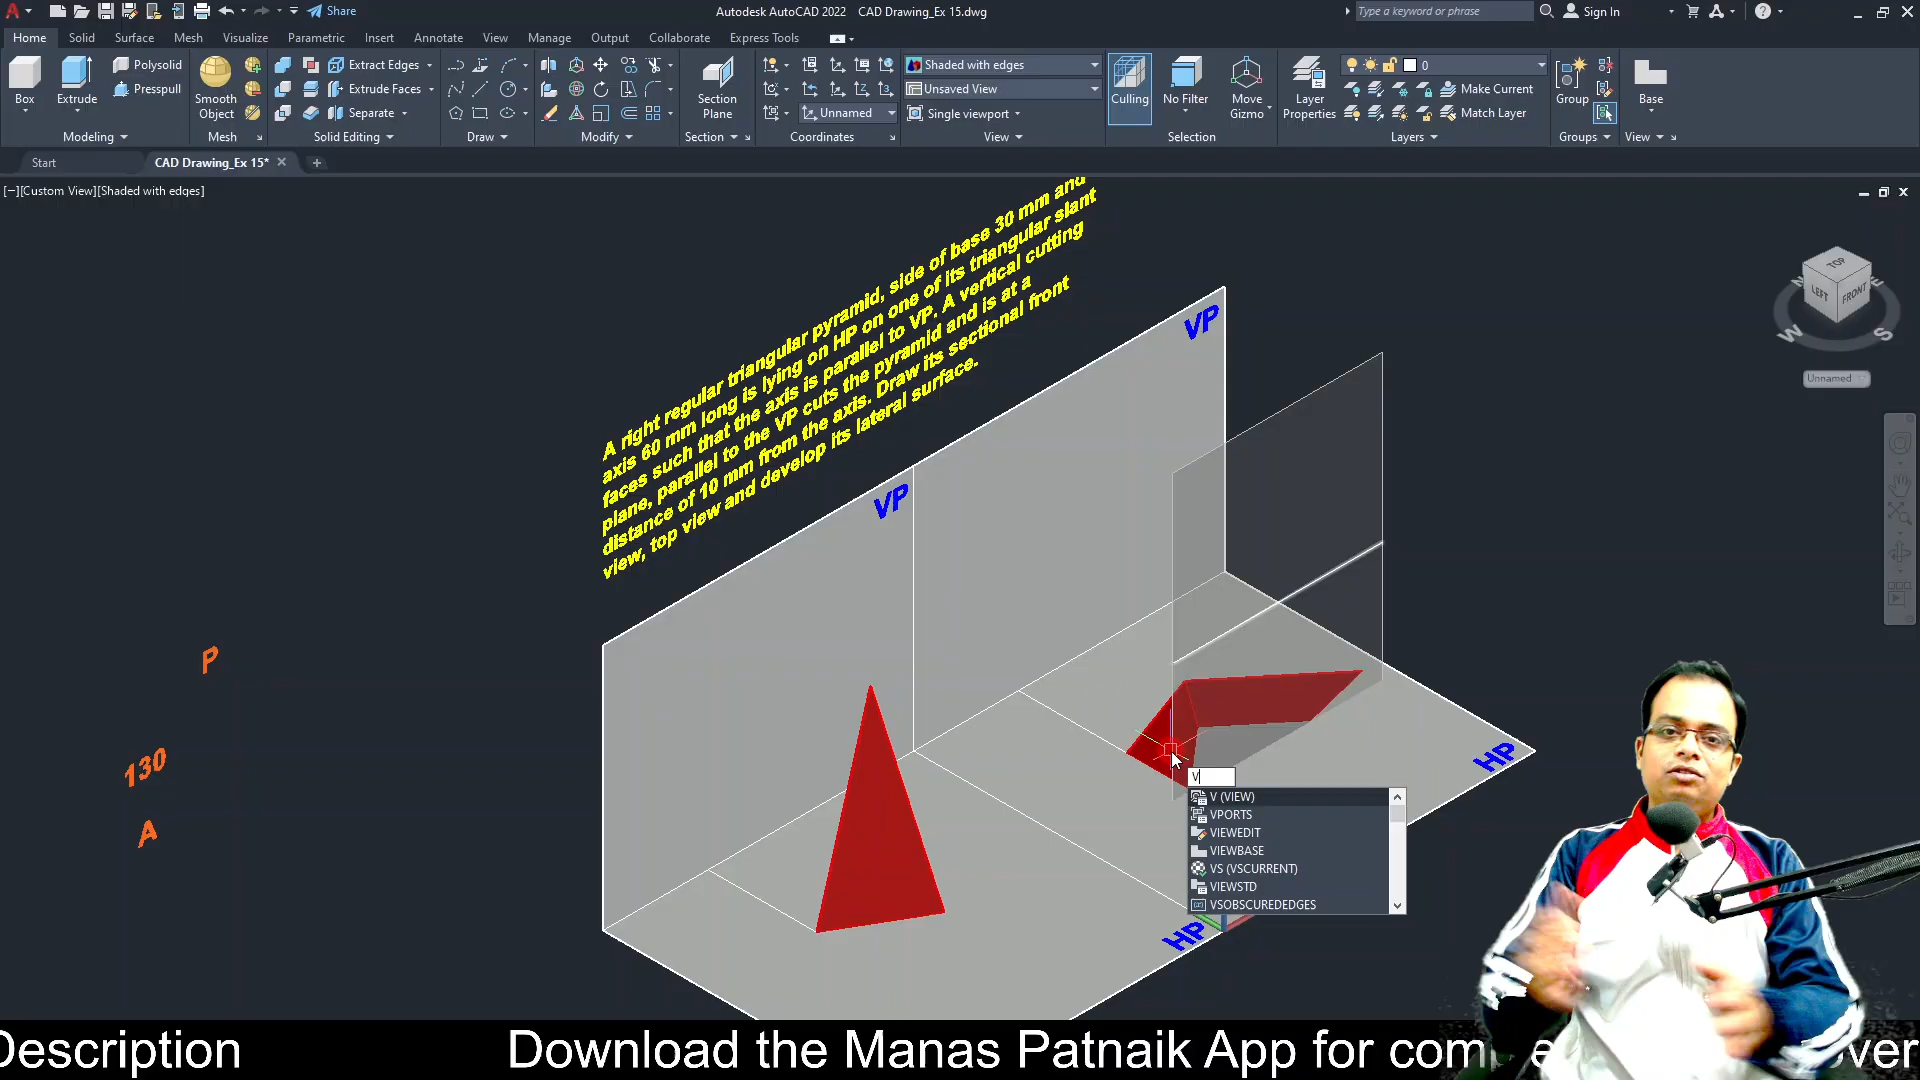 Share
Autodesk AutoCAD 2022 CAD Drawing_Ex 15.dwg
Type a keyword or phrase
Sign In
Home Solid Surface Mesh Visualize Parametric Insert Annotate View Manage Output Collaborate Express Tools
Polysolid
Presspull
Box
Extrude
Smooth
Object
Extract Edges
Extrude Faces
Separate
Section
Plane
Unnamed
Shaded with edges
Unsaved View
Single viewport
Culling
No Filter
Move
Gizmo
Layer
Properties
0
Make Current
Match Layer
Group
Base
Modeling
Mesh
Solid Editing
Draw
Modify
Section
Coordinates
View
Selection
Layers
Groups
View
Start
CAD Drawing_Ex 15*
[−][Custom View][Shaded with edges]
A right regular triangular pyramid, side of base 30 mm and
axis 60 mm long is lying on HP on one of its triangular slant
faces such that the axis is parallel to VP. A vertical cutting
plane, parallel to the VP cuts the pyramid and is at a
distance of 10 mm from the axis. Draw its sectional front
view, top view and develop its lateral surface.
VP
VP
HP
HP
P
130
A
TOP
LEFT
FRONT
W
S
Unnamed
V
V (VIEW)
VPORTS
VIEWEDIT
VIEWBASE
VS (VSCURRENT)
VIEWSTD
VSOBSCUREDEDGES
Description Download the Manas Patnaik App for